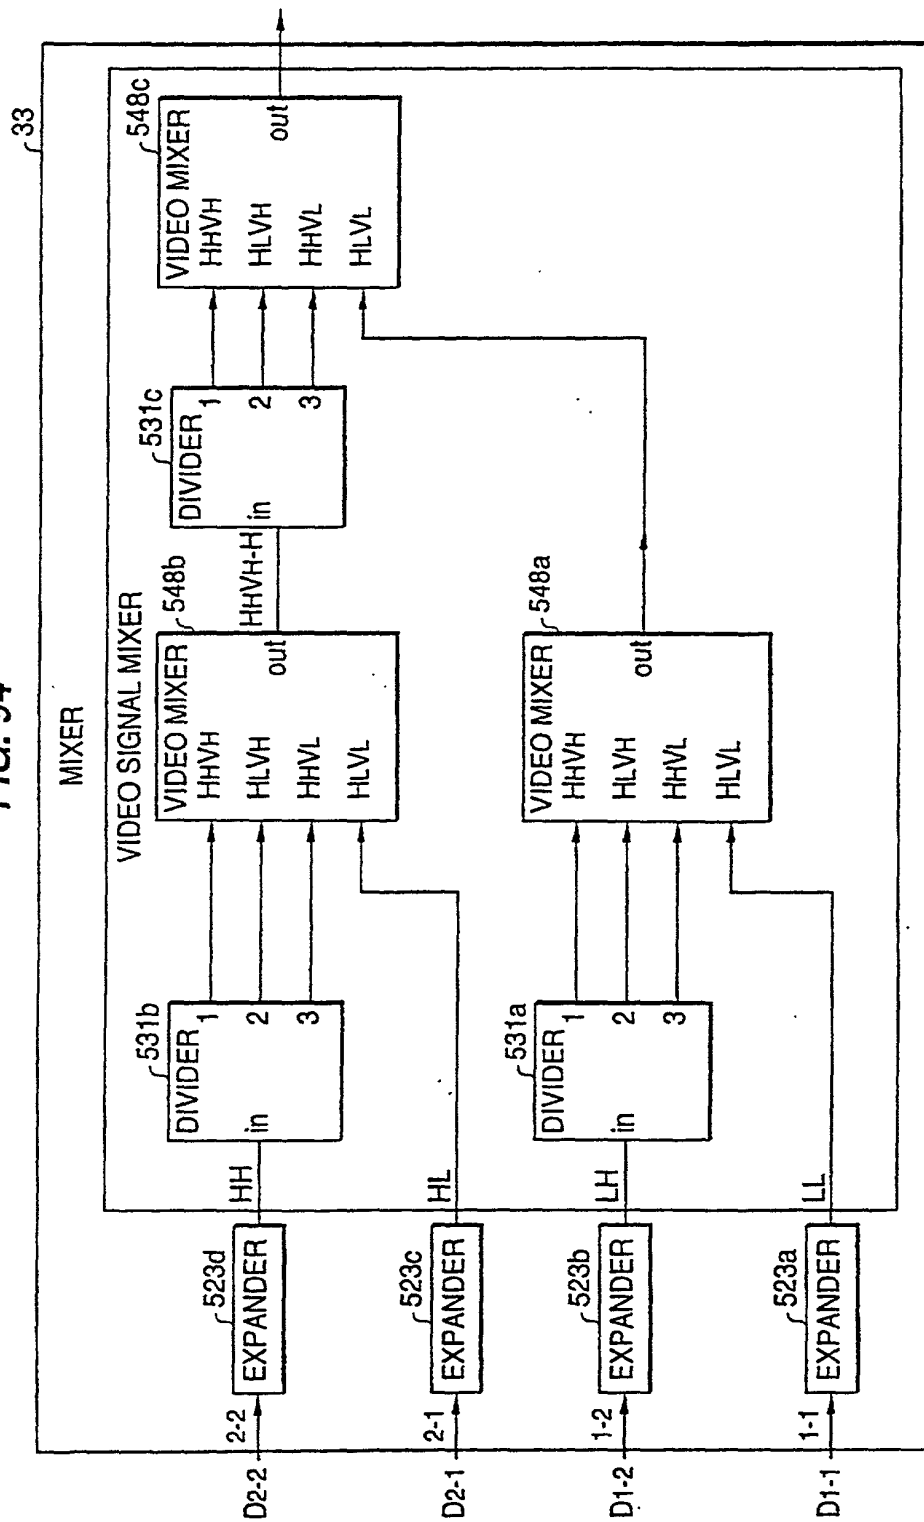 33
MIXER
VIDEO SIGNAL MIXER
531b
DIVIDER
in
1
2
3
548b
VIDEO MIXER
HHVH
HLVH
HHVL
HLVL
out
HHVH-H
531c
DIVIDER
in
1
2
3
548c
VIDEO MIXER
HHVH
HLVH
HHVL
HLVL
out
D2-2
2-2
523d
EXPANDER
HH
D2-1
2-1
523c
EXPANDER
HL
D1-2
1-2
523b
EXPANDER
LH
531a
DIVIDER
in
1
2
3
548a
VIDEO MIXER
HHVH
HLVH
HHVL
HLVL
out
D1-1
1-1
523a
EXPANDER
LL